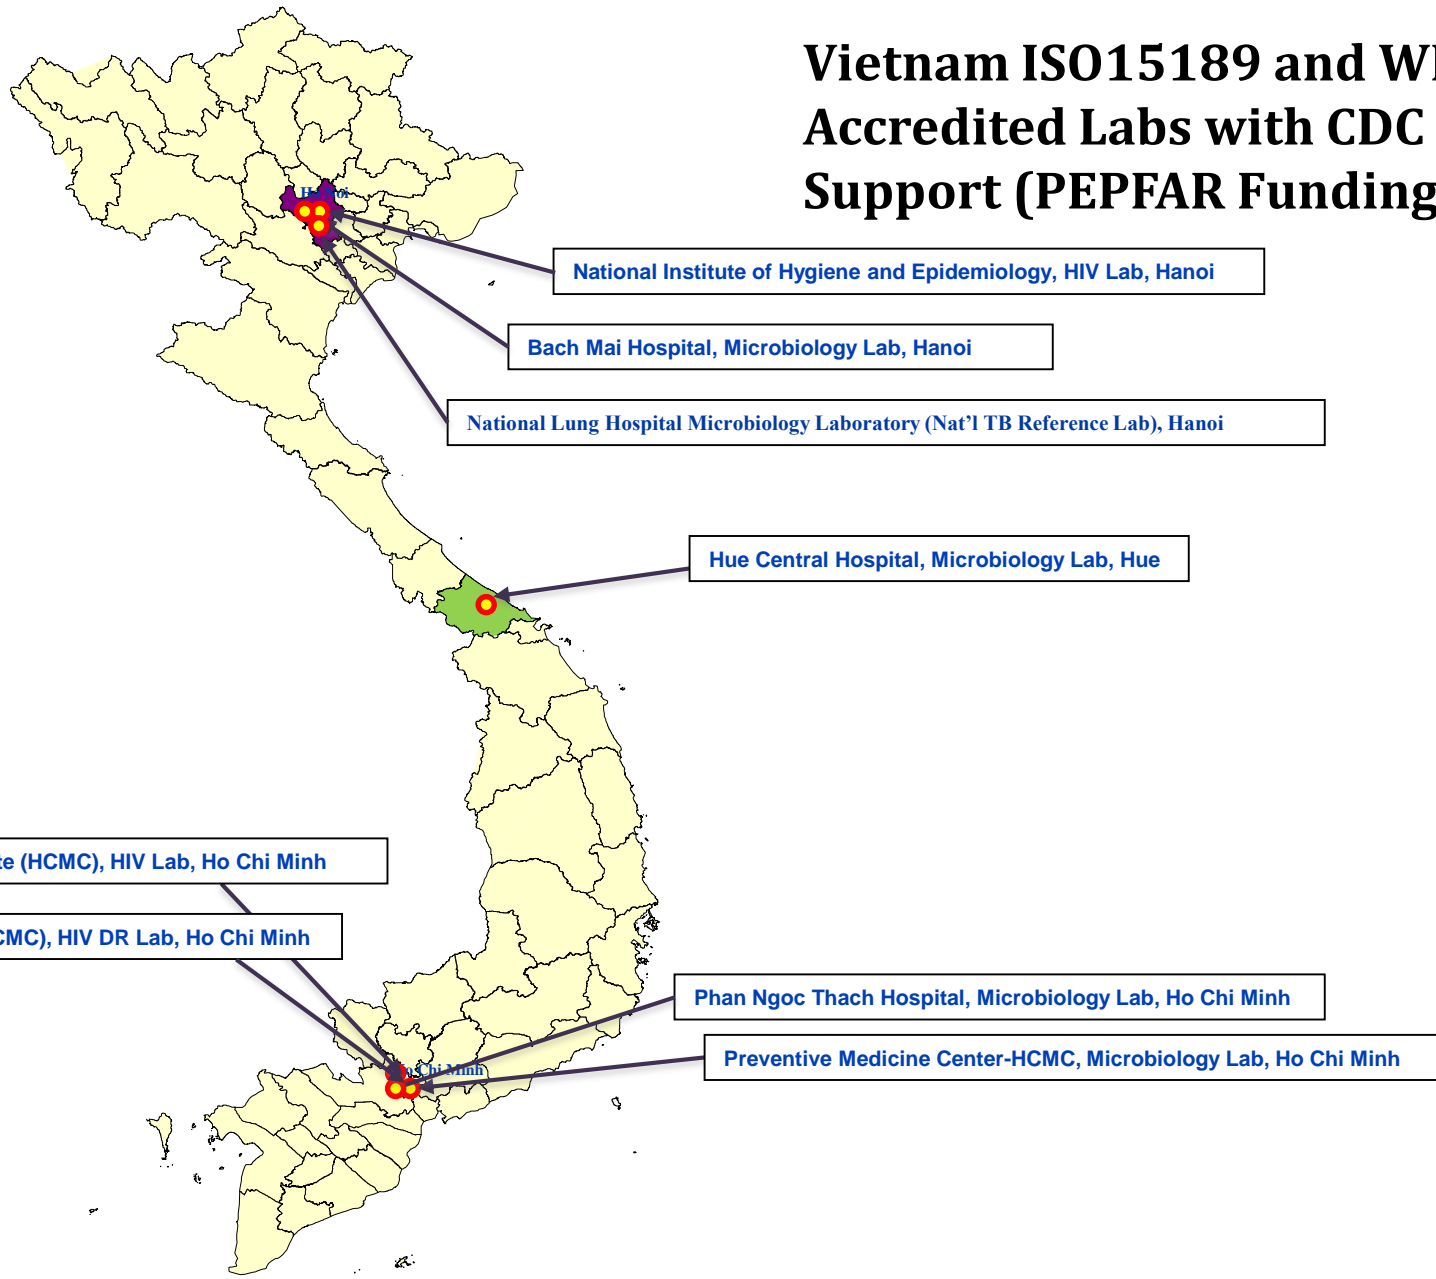 Vietnam ISO15189 and
Accredited Labs with CDC
Support (PEPFAR Funding
National Institute of Hygiene and Epidemiology, HIV Lab, Hanoi
Bach Mai Hospital, Microbiology Lab, Hanoi
National Lung Hospital Microbiology Laboratory (Nat’l TB Reference Lab), Hanoi
Hue Central Hospital, Microbiology Lab, Hue
(HCMC), HIV Lab, Ho Chi Minh
HIV DR Lab, Ho Chi Minh
Phan Ngoc Thach Hospital, Microbiology Lab, Ho Chi Minh
Preventive Medicine Center-HCMC, Microbiology Lab, Ho Chi Minh
Chi Minh